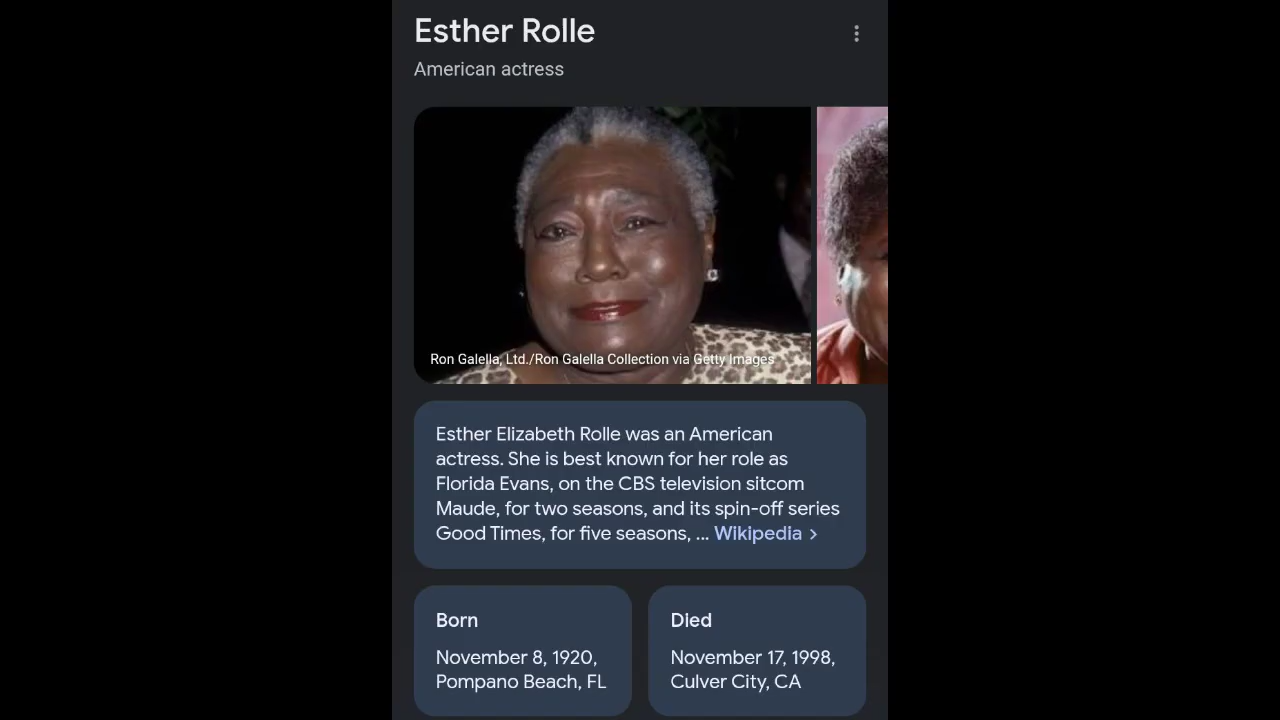 Esther Rolle
American actress
Ron Galella, Ltd./Ron Galella Collection via Getty Images
Esther Elizabeth Rolle was an American
actress. She is best known for her role as
Florida Evans, on the CBS television sitcom
Maude, for two seasons, and its spin-off series
Good Times, for five seasons, ... Wikipedia >
Born
November 8, 1920,
Pompano Beach, FL
Died
November 17, 1998,
Culver City, CA